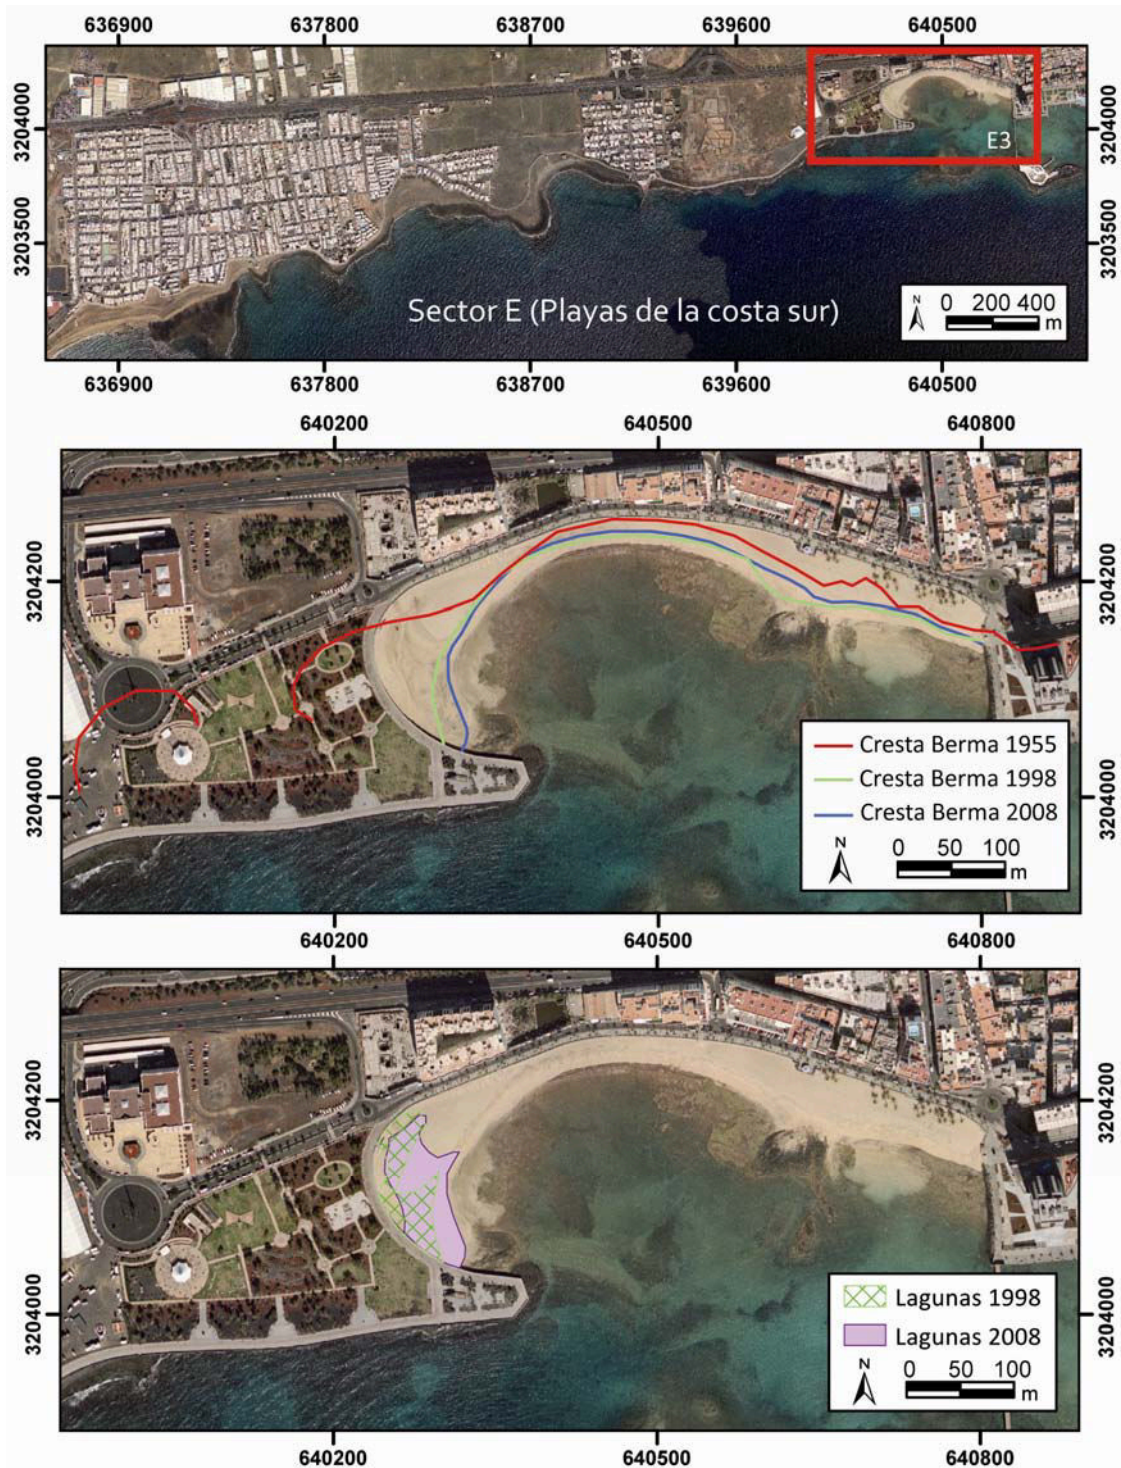 636900 637800 638700 639600 640500
3204000 3204000
E3
3203500 3203500
Sector E (Playas de la costa sur)
N 0 200 400
m
636900 637800 638700 639600 640500
640200 640500 640800
3204200 3204200
Cresta Berma 1955
Cresta Berma 1998
3204000 3204000
Cresta Berma 2008
N 0 50 100
m
640200 640500 640800
3204200 3204200
Lagunas 1998
3204000 3204000
Lagunas 2008
N 0 50 100
m
640200 640500 640800